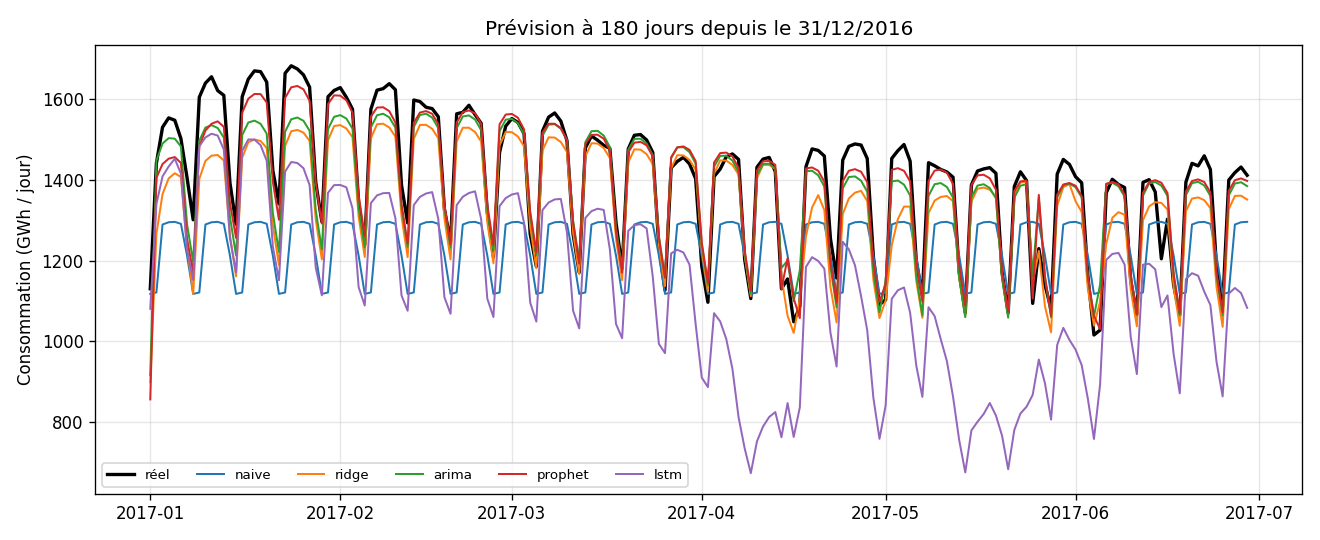 Prévision à 180 jours depuis le 31/12/2016
Consommation (GWh / jour)
1600
1400
1200
1000
800
réel naive ridge arima prophet lstm
2017-01 2017-02 2017-03 2017-04 2017-05 2017-06 2017-07